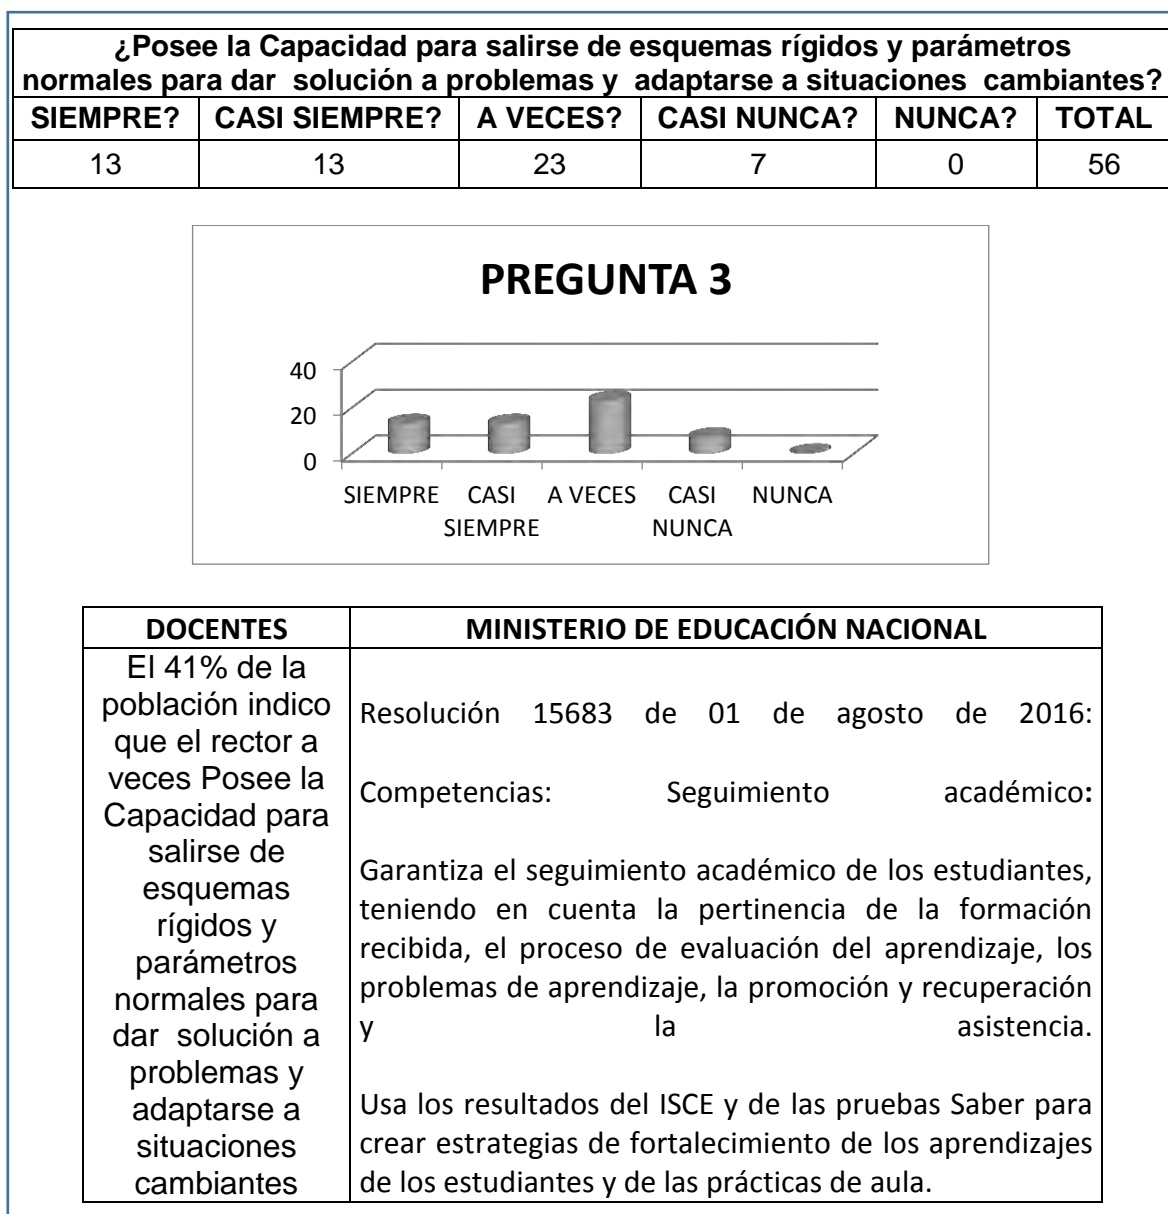 ¿Posee la Capacidad para salirse de esquemas rígidos y parámetros
normales para dar  solución a problemas y  adaptarse a situaciones  cambiantes?
SIEMPRE? CASI SIEMPRE? A VECES? CASI NUNCA? NUNCA? TOTAL
13 13 23 7 0 56
PREGUNTA 3
40
20
0
SIEMPRE CASI A VECES CASI NUNCA
SIEMPRE NUNCA
DOCENTES
El 41% de la
población indico
que el rector a
veces Posee la
Capacidad para
salirse de
esquemas
rígidos y
parámetros
normales para
dar  solución a
problemas y
adaptarse a
situaciones
cambiantes
MINISTERIO DE EDUCACIÓN NACIONAL
Resolución 15683 de 01 de agosto de 2016:
Competencias: Seguimiento académico:
Garantiza el seguimiento académico de los estudiantes,
teniendo en cuenta la pertinencia de la formación
recibida, el proceso de evaluación del aprendizaje, los
problemas de aprendizaje, la promoción y recuperación
y la asistencia.
Usa los resultados del ISCE y de las pruebas Saber para
crear estrategias de fortalecimiento de los aprendizajes
de los estudiantes y de las prácticas de aula.